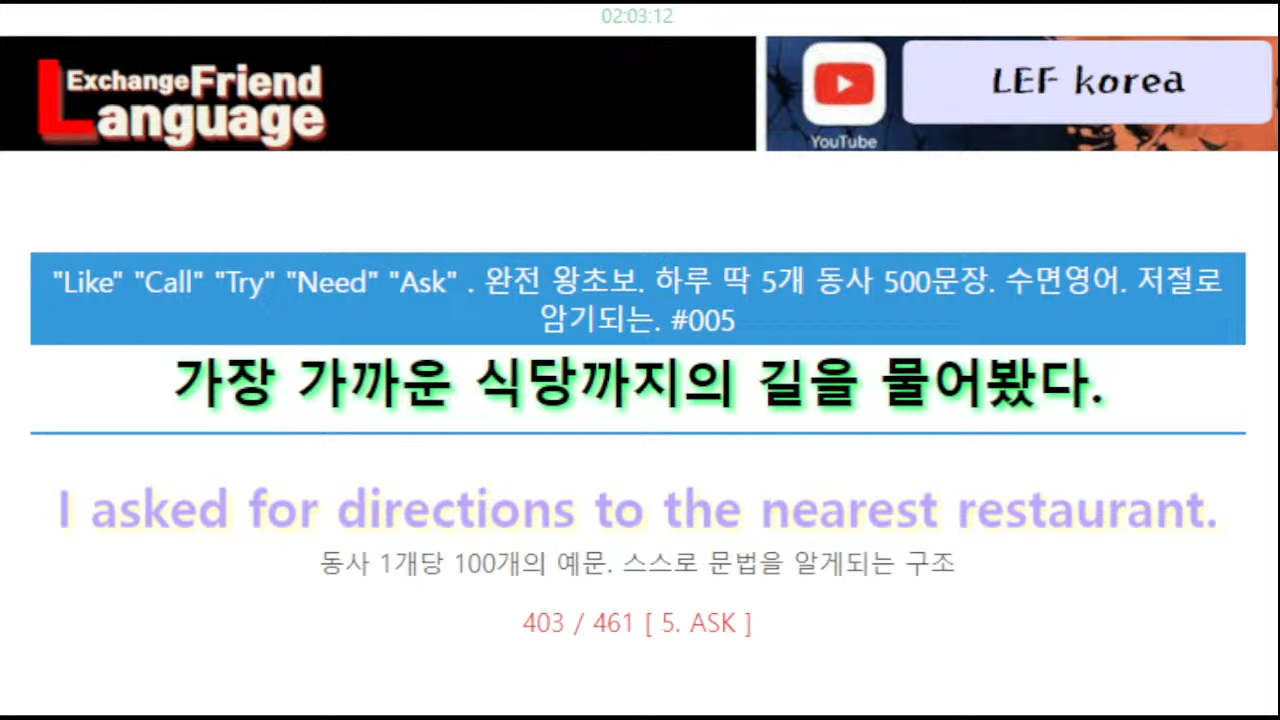 02:03:12
ExchangeFriend
Language
LEF korea
YouTube
"Like" "Call" "Try" "Need" "Ask" . 완전 왕초보. 하루 딱 5개 동사 500문장. 수면영어. 저절로
암기되는. #005
가장 가까운 식당까지의 길을 물어봤다.
I asked for directions to the nearest restaurant.
동사 1개당 100개의 예문. 스스로 문법을 알게되는 구조
403 / 461 [ 5. ASK ]